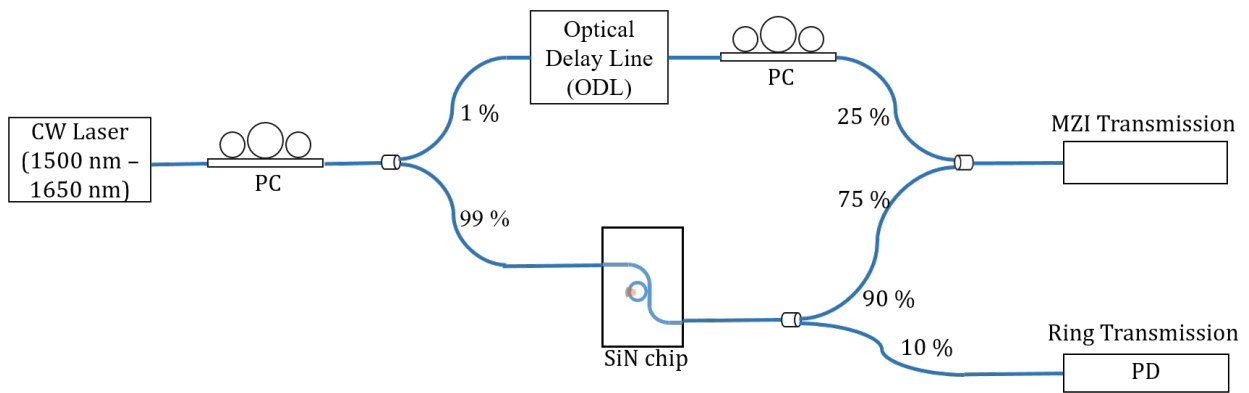 Optical
Delay Line
(ODL)
PC
1 %
25 %
CW Laser
(1500 nm –
1650 nm)
PC
MZI Transmission
99 %
75 %
90 %
SiN chip
10 %
Ring Transmission
PD